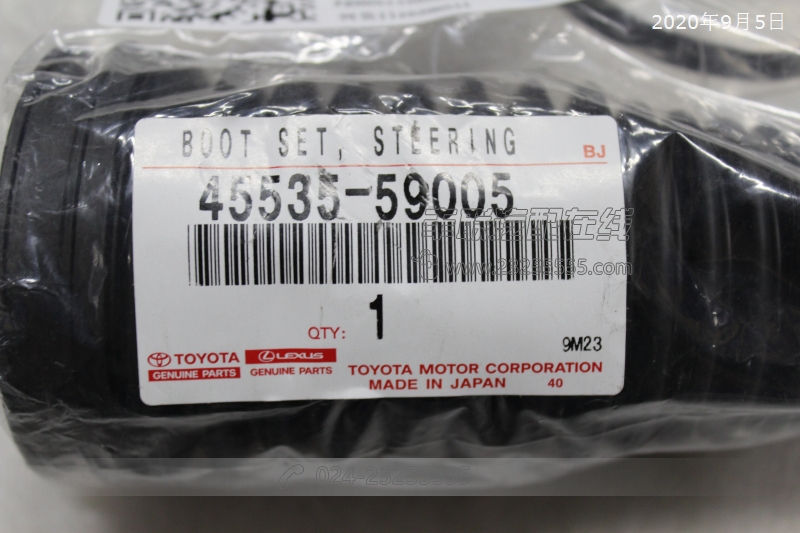 2020年9月5日
BOOT SET, STEERING
BJ
45535-59005
QTY: 1
9M23
TOYOTA
GENUINE PARTS
LEXUS
GENUINE PARTS
TOYOTA MOTOR CORPORATION
MADE IN JAPAN 40